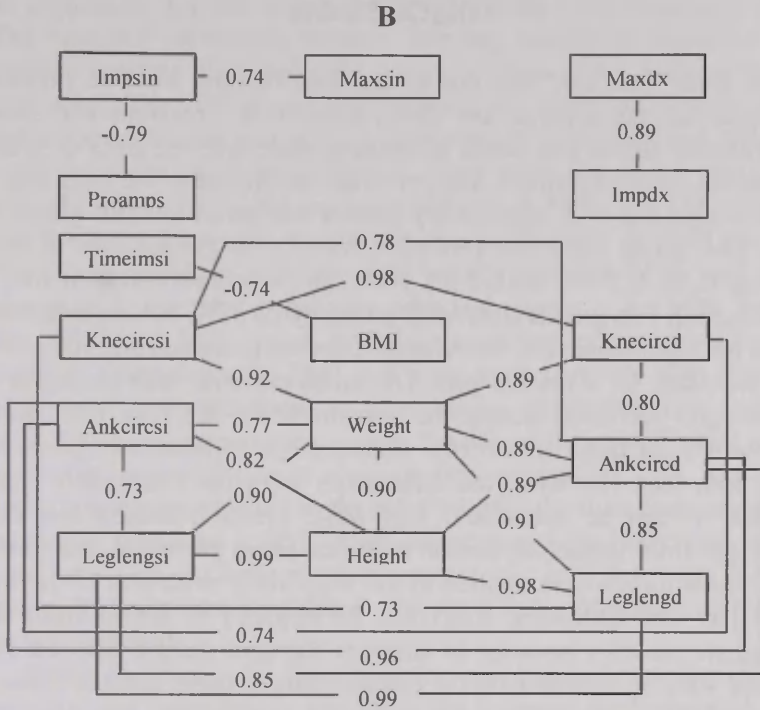 B
Impsin 0.74 Maxsin Maxdx
-0.79 0.89
Proamps Impdx
Timeimsi 0.78
-0.74 0.98
Knecircsi BMI Knecircd
0.92 0.89
0.80
Ankcircsi 0.77 Weight 0.89 Ankcircd
0.82
0.73 0.90 0.90 0.89
0.91 0.85
Leglengsi 0.99 Height 0.98 Leglengd
0.73
0.74
0.96
0.85
0.99